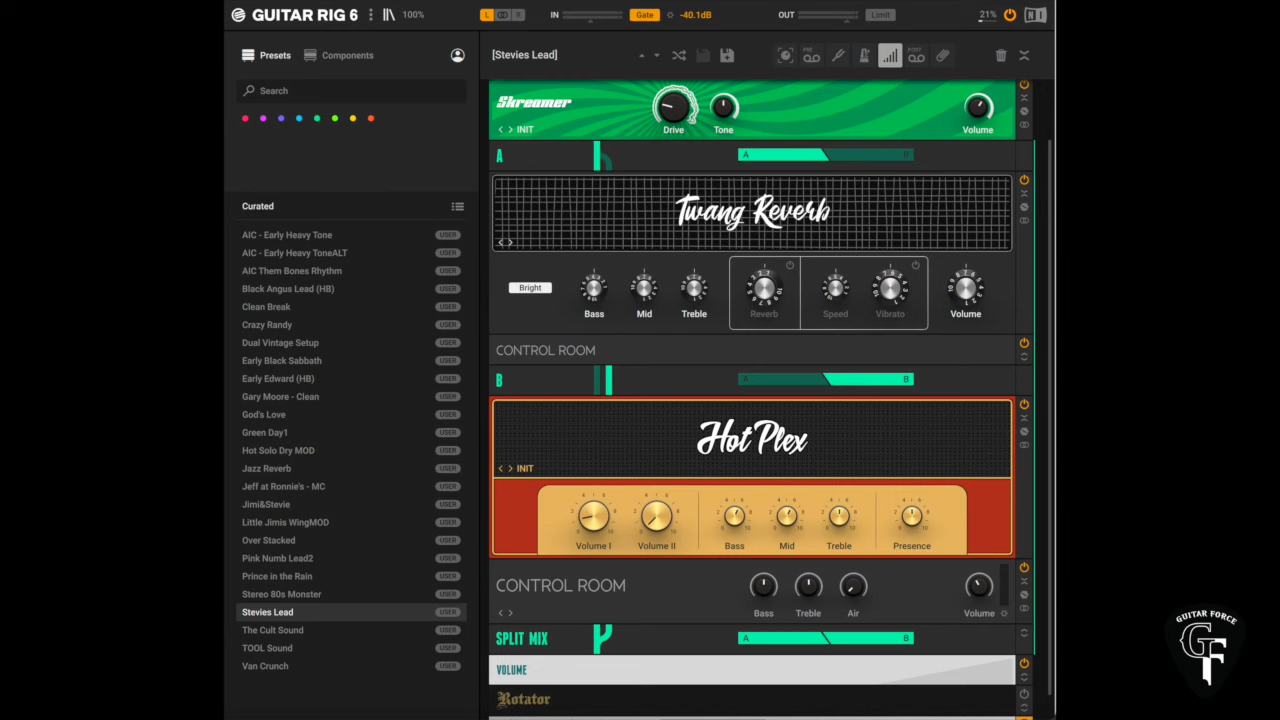 GUITAR RIG 6 100% L R IN Gate -40.1dB OUT Limit 21%
Presets Components
Search
Curated
AIC - Early Heavy Tone USER
AIC - Early Heavy ToneALT USER
AIC Them Bones Rhythm USER
Black Angus Lead (HB) USER
Clean Break USER
Crazy Randy USER
Dual Vintage Setup USER
Early Black Sabbath USER
Early Edward (HB) USER
Gary Moore - Clean USER
God's Love USER
Green Day1 USER
Hot Solo Dry MOD USER
Jazz Reverb USER
Jeff at Ronnie's - MC USER
Jimi&Stevie USER
Little Jimis WingMOD USER
Over Stacked USER
Pink Numb Lead2 USER
Prince in the Rain USER
Stereo 80s Monster USER
Stevies Lead USER
The Cult Sound USER
TOOL Sound USER
Van Crunch USER
[Stevies Lead] PRE POST
Skreamer
Drive Tone Volume
INIT
A A B
Twang Reverb
Bright
Bass Mid Treble Reverb Speed Vibrato Volume
CONTROL ROOM
B A B
Hot Plex
INIT
Volume I Volume II Bass Mid Treble Presence
CONTROL ROOM
Bass Treble Air Volume
SPLIT MIX A B
VOLUME
Rotator
GUITAR FORCE
GF